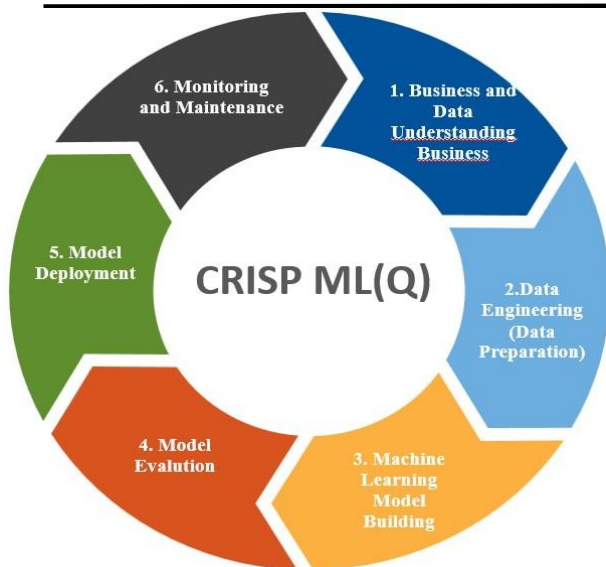 6. Monitoring
and Maintenance
1. Business and
Data
Understanding
Business
5. Model
Deployment
CRISP ML(Q)
2.Data
Engineering
(Data
Preparation)
4. Model
Evalution
3. Machine
Learning
Model
Building